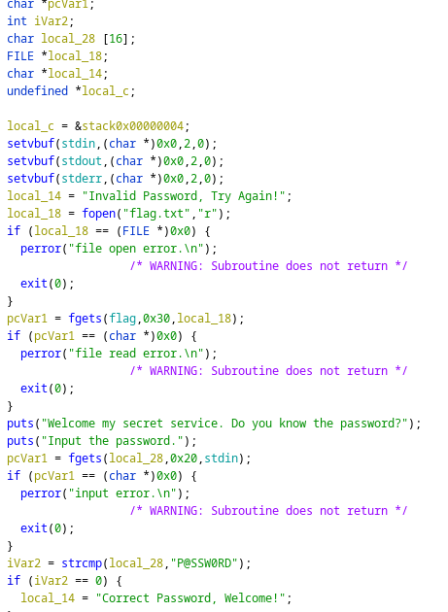 char *pcVar1;
int iVar2;
char local_28 [16];
FILE *local_18;
char *local_14;
undefined *local_c;
local_c = &stack0x00000004;
setvbuf(stdin,(char *)0x0,2,0);
setvbuf(stdout,(char *)0x0,2,0);
setvbuf(stderr,(char *)0x0,2,0);
local_14 = "Invalid Password, Try Again!";
local_18 = fopen("flag.txt","r");
if (local_18 == (FILE *)0x0) {
perror("file open error.\n");
/* WARNING: Subroutine does not return */
exit(0);
}
pcVar1 = fgets(flag,0x30,local_18);
if (pcVar1 == (char *)0x0) {
perror("file read error.\n");
/* WARNING: Subroutine does not return */
exit(0);
}
puts("Welcome my secret service. Do you know the password?");
puts("Input the password.");
pcVar1 = fgets(local_28,0x20,stdin);
if (pcVar1 == (char *)0x0) {
perror("input error.\n");
/* WARNING: Subroutine does not return */
exit(0);
}
iVar2 = strcmp(local_28,"P@SSW0RD");
if (iVar2 == 0) {
local_14 = "Correct Password, Welcome!";